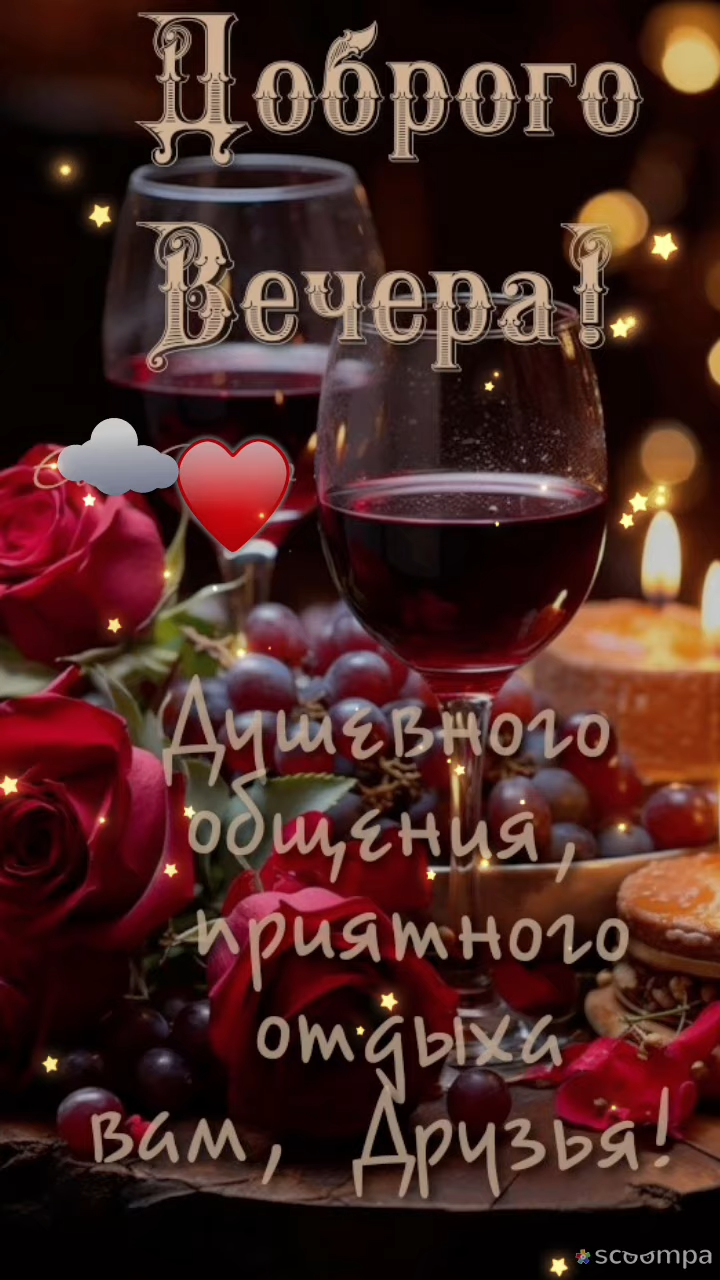 Доброго
Вечера!
Душевного
общения,
приятного
отдыха
вам, Друзья!
scoompa